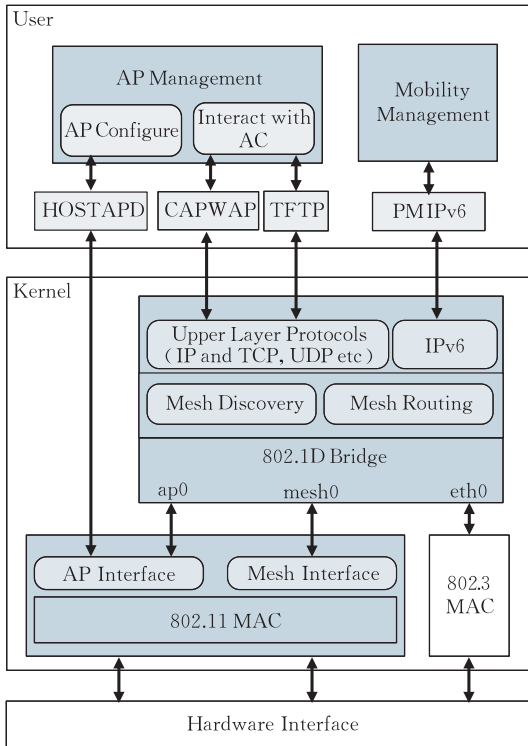 User
AP Management
AP Configure
Interact with
AC
Mobility
Management
HOSTAPD
CAPWAP
TFTP
PMIPv6
Kernel
Upper Layer Protocols
( IP and TCP, UDP etc )
IPv6
Mesh Discovery
Mesh Routing
802.1D Bridge
ap0
mesh0
eth0
AP Interface
Mesh Interface
802.11 MAC
802.3
MAC
Hardware Interface